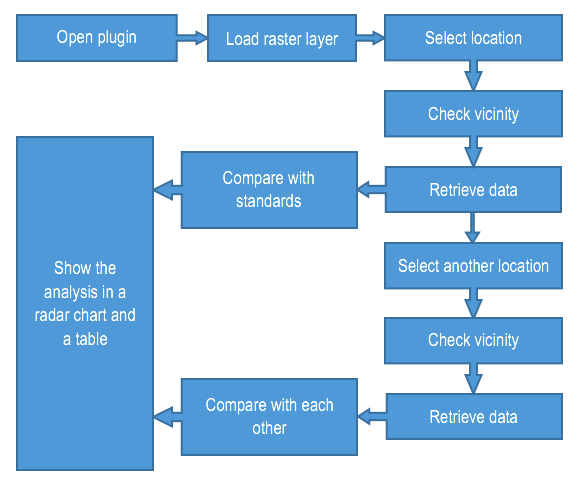 Open plugin
Load raster layer
Select location
Check vicinity
Retrieve data
Compare with
standards
Select another location
Check vicinity
Retrieve data
Compare with each
other
Show the
analysis in a
radar chart and
a table